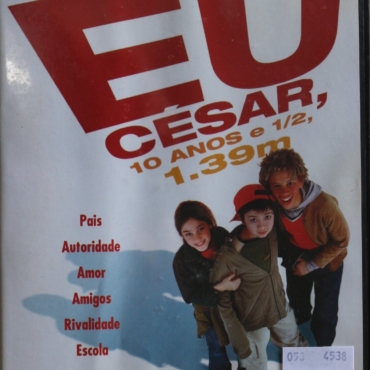 EU
CÉSAR,
10 ANOS e 1/2,
1.39m
Pais
Autoridade
Amor
Amigos
Rivalidade
Escola
4538